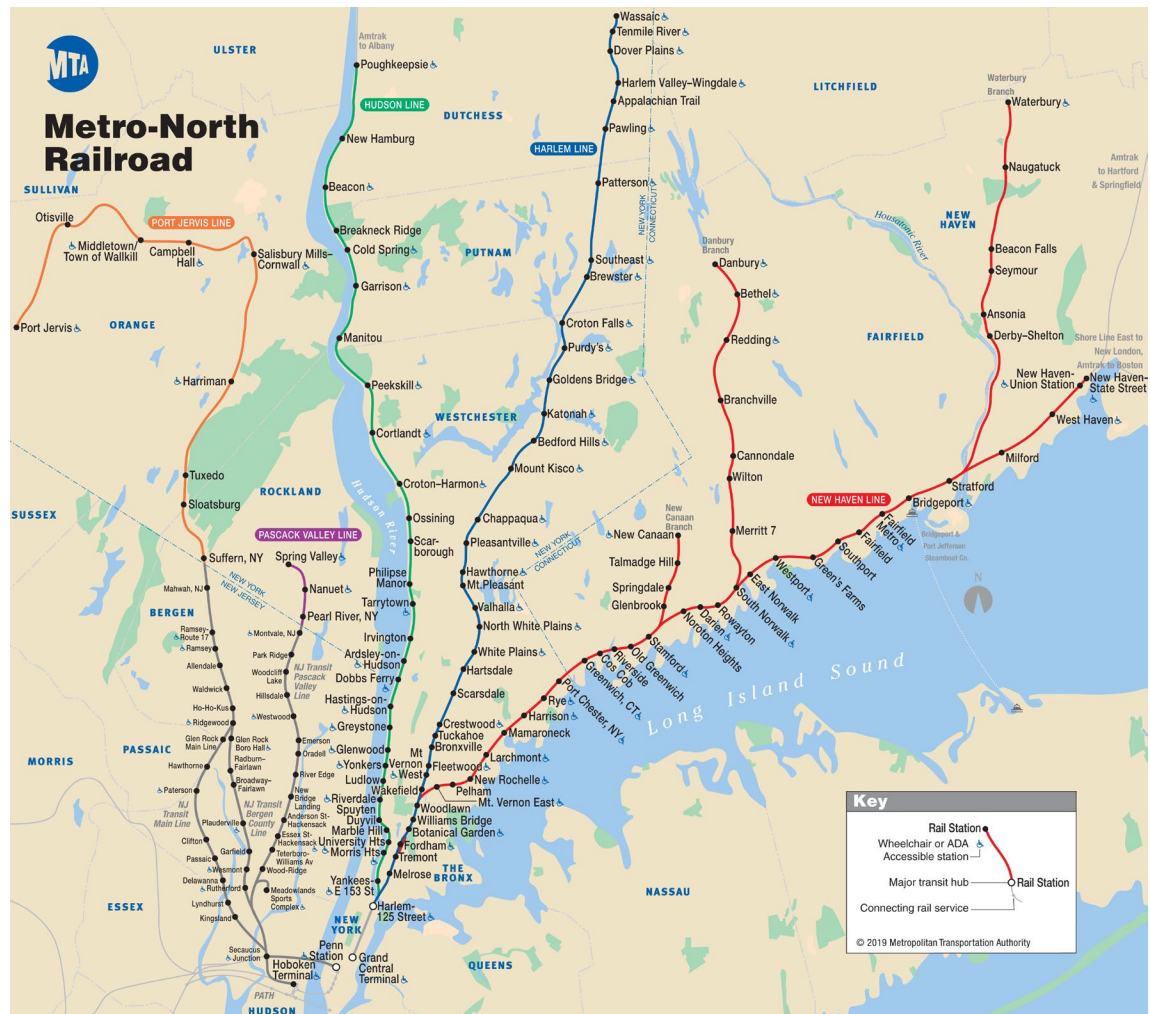 MTA
Metro-North
Railroad
ULSTER
SULLIVAN
DUTCHESS
LITCHFIELD
PUTNAM
ORANGE
NEW
HAVEN
FAIRFIELD
WESTCHESTER
ROCKLAND
SUSSEX
BERGEN
PASSAIC
MORRIS
ESSEX
HUDSON
NEW
YORK
THE
BRONX
QUEENS
NASSAU
Amtrak
to Albany
HUDSON LINE
Poughkeepsie
New Hamburg
Beacon
Breakneck Ridge
Cold Spring
Garrison
Manitou
Peekskill
Cortlandt
Croton–Harmon
Ossining
Scar-
borough
Philipse
Manor
Tarrytown
Irvington
Ardsley-on-
Hudson
Dobbs Ferry
Hastings-on-
Hudson
Greystone
Glenwood
Yonkers
Ludlow
Riverdale
Spuyten
Duyvil
Marble Hill
University Hts
Morris Hts
Yankees-
E 153 St
Harlem-
125 Street
Grand
Central
Terminal
Penn
Station
HARLEM LINE
Wassaic
Tenmile River
Dover Plains
Harlem Valley–Wingdale
Appalachian Trail
Pawling
Patterson
Southeast
Brewster
Croton Falls
Purdy's
Goldens Bridge
Katonah
Bedford Hills
Mount Kisco
Chappaqua
Pleasantville
Hawthorne
Mt. Pleasant
Valhalla
North White Plains
White Plains
Hartsdale
Scarsdale
Crestwood
Tuckahoe
Bronxville
Fleetwood
Mt
Vernon
West
Wakefield
Woodlawn
Williams Bridge
Botanical Garden
Fordham
Tremont
Melrose
NEW HAVEN LINE
New Haven–
State Street
New Haven-
Union Station
West Haven
Milford
Stratford
Bridgeport
Fairfield
Metro
Fairfield
Southport
Green's Farms
Westport
East Norwalk
South Norwalk
Rowayton
Darien
Noroton Heights
Stamford
Old Greenwich
Riverside
Cos Cob
Greenwich, CT
Port Chester, NY
Rye
Harrison
Mamaroneck
Larchmont
New Rochelle
Pelham
Mt. Vernon East
Waterbury
Branch
Waterbury
Naugatuck
Beacon Falls
Seymour
Ansonia
Derby–Shelton
Danbury
Branch
Danbury
Bethel
Redding
Branchville
Cannondale
Wilton
Merritt 7
New
Canaan
Branch
New Canaan
Talmadge Hill
Springdale
Glenbrook
Amtrak
to Hartford
& Springfield
Shore Line East to
New London,
Amtrak to Boston
Bridgeport &
Port Jefferson
Steamboat Co.
PORT JERVIS LINE
Otisville
Port Jervis
Middletown/
Town of Wallkill
Campbell
Hall
Salisbury Mills–
Cornwall
Harriman
Tuxedo
Sloatsburg
Suffern, NY
Mahwah, NJ
Ramsey-
Route 17
Ramsey
Allendale
Waldwick
Ho-Ho-Kus
Ridgewood
Glen Rock
Main Line
Glen Rock
Boro Hall
Hawthorne
Radburn–
Fairlawn
Broadway–
Fairlawn
Paterson
NJ
Transit
Main Line
NJ Transit
Bergen
County
Line
Plauderville
Clifton
Garfield
Passaic
Wesmont
Delawanna
Rutherford
Lyndhurst
Kingsland
Secaucus
Junction
Hoboken
Terminal
PATH
PASCACK VALLEY LINE
Spring Valley
Nanuet
Pearl River, NY
Montvale, NJ
Park Ridge
Woodcliff
Lake
Hillsdale
NJ Transit
Pascack
Valley
Line
Westwood
Emerson
Oradell
River Edge
New
Bridge
Landing
Anderson St-
Hackensack
Essex St-
Hackensack
Teterboro-
Williams Av
Wood-Ridge
Meadowlands
Sports
Complex
NEW YORK
NEW JERSEY
NEW YORK
CONNECTICUT
NEW YORK
CONNECTICUT
Hudson River
Housatonic River
Long Island Sound
N
Key
Rail Station
Wheelchair or ADA
Accessible station
Major transit hub
Rail Station
Connecting rail service
© 2019 Metropolitan Transportation Authority